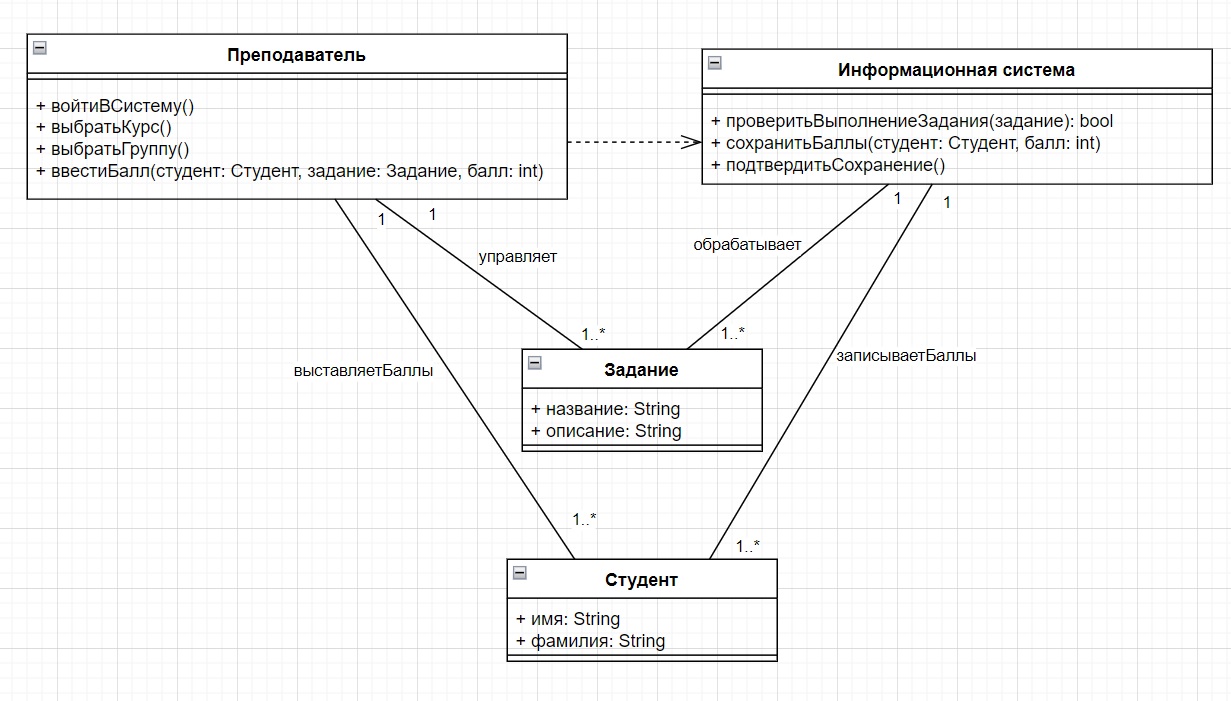 Преподаватель
+ войтиВСистему()
+ выбратьКурс()
+ выбратьГруппу()
+ ввестиБалл(студент: Студент, задание: Задание, балл: int)
Информационная система
+ проверитьВыполнениеЗадания(задание): bool
+ сохранитьБаллы(студент: Студент, балл: int)
+ подтвердитьСохранение()
1
1
1
1
управляет
обрабатывает
1..*
1..*
выставляетБаллы
записываетБаллы
Задание
+ название: String
+ описание: String
1..*
1..*
Студент
+ имя: String
+ фамилия: String